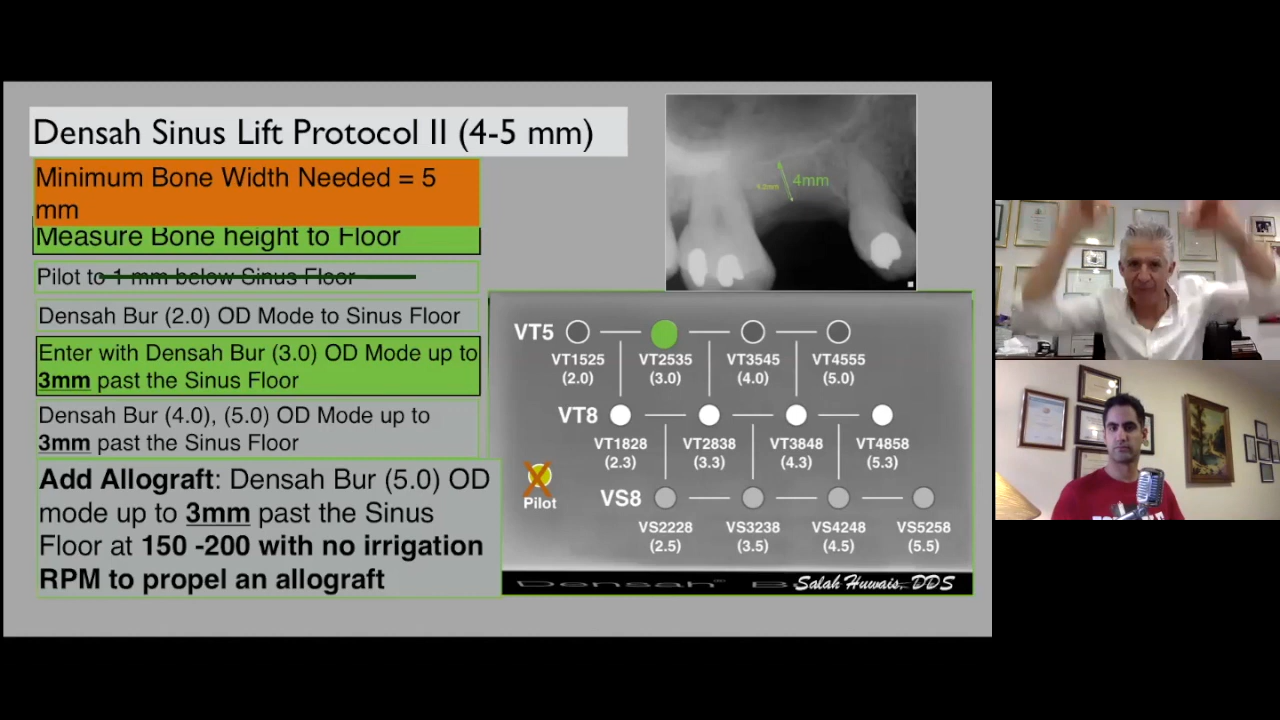 Densah Sinus Lift Protocol II (4-5 mm)
Minimum Bone Width Needed = 5
mm
Measure Bone height to Floor
Pilot to 1 mm below Sinus Floor
Densah Bur (2.0) OD Mode to Sinus Floor
Enter with Densah Bur (3.0) OD Mode up to
3mm past the Sinus Floor
Densah Bur (4.0), (5.0) OD Mode up to
3mm past the Sinus Floor
Add Allograft: Densah Bur (5.0) OD
mode up to 3mm past the Sinus
Floor at 150 -200 with no irrigation
RPM to propel an allograft
4mm
VT5
VT1525 VT2535 VT3545 VT4555
(2.0) (3.0) (4.0) (5.0)
VT8
VT1828 VT2838 VT3848 VT4858
(2.3) (3.3) (4.3) (5.3)
Pilot
VS8
VS2228 VS3238 VS4248 VS5258
(2.5) (3.5) (4.5) (5.5)
Densah
Salah Huwais, DDS